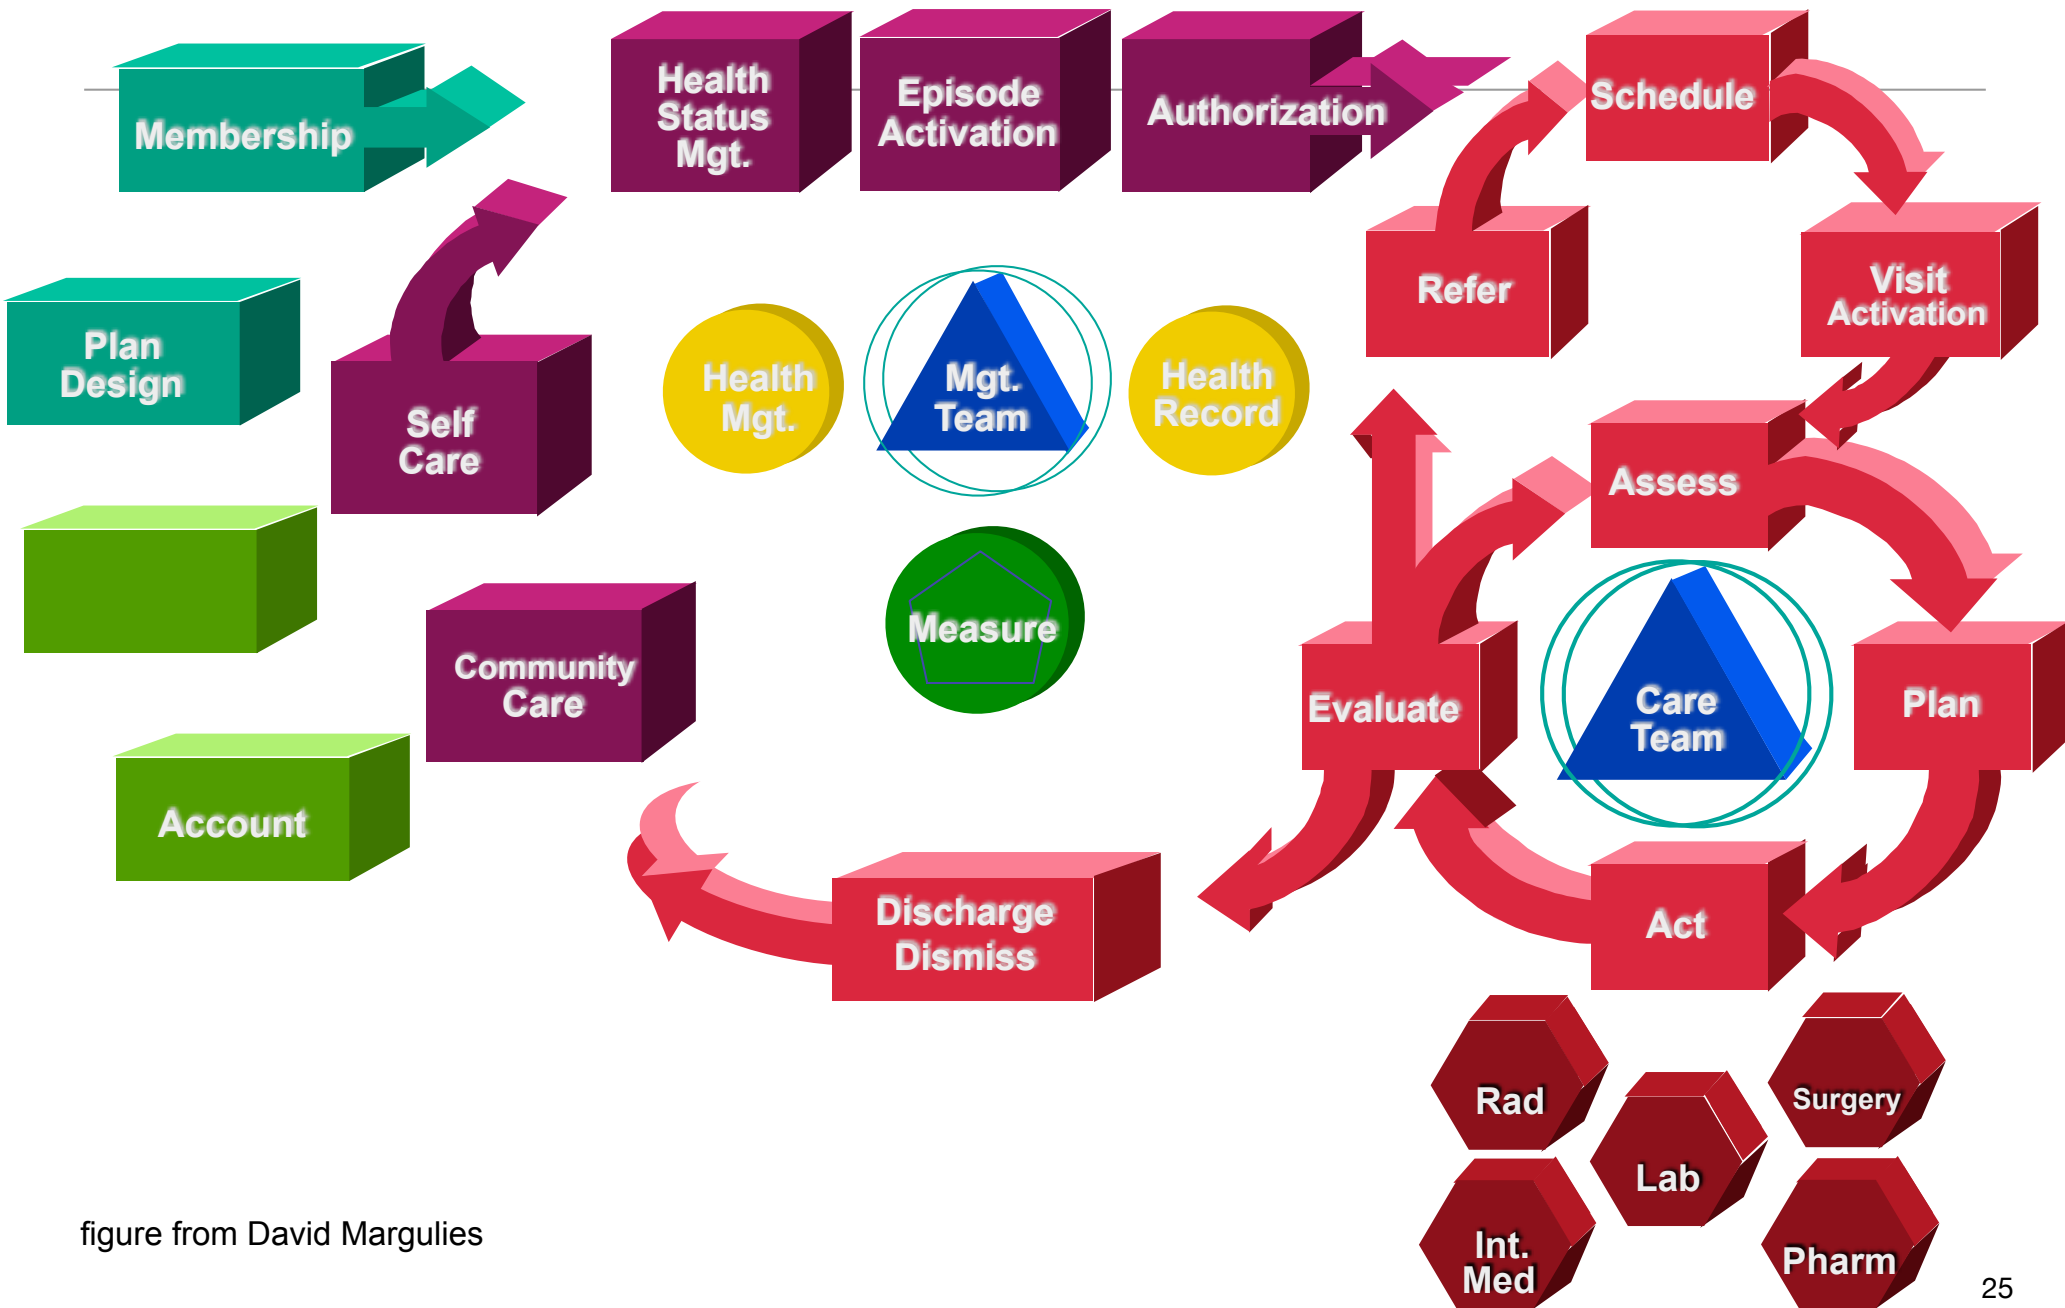 Membership
Health
Status
Mgt.
Episode
Activation
Authorization
Schedule
Plan
Design
Self
Care
Health
Mgt.
Mgt.
Team
Health
Record
Refer
Visit
Activation
Assess
Community
Care
Measure
Evaluate
Care
Team
Plan
Account
Discharge
Dismiss
Act
Rad
Surgery
Lab
Int.
Med
Pharm
figure from David Margulies
25